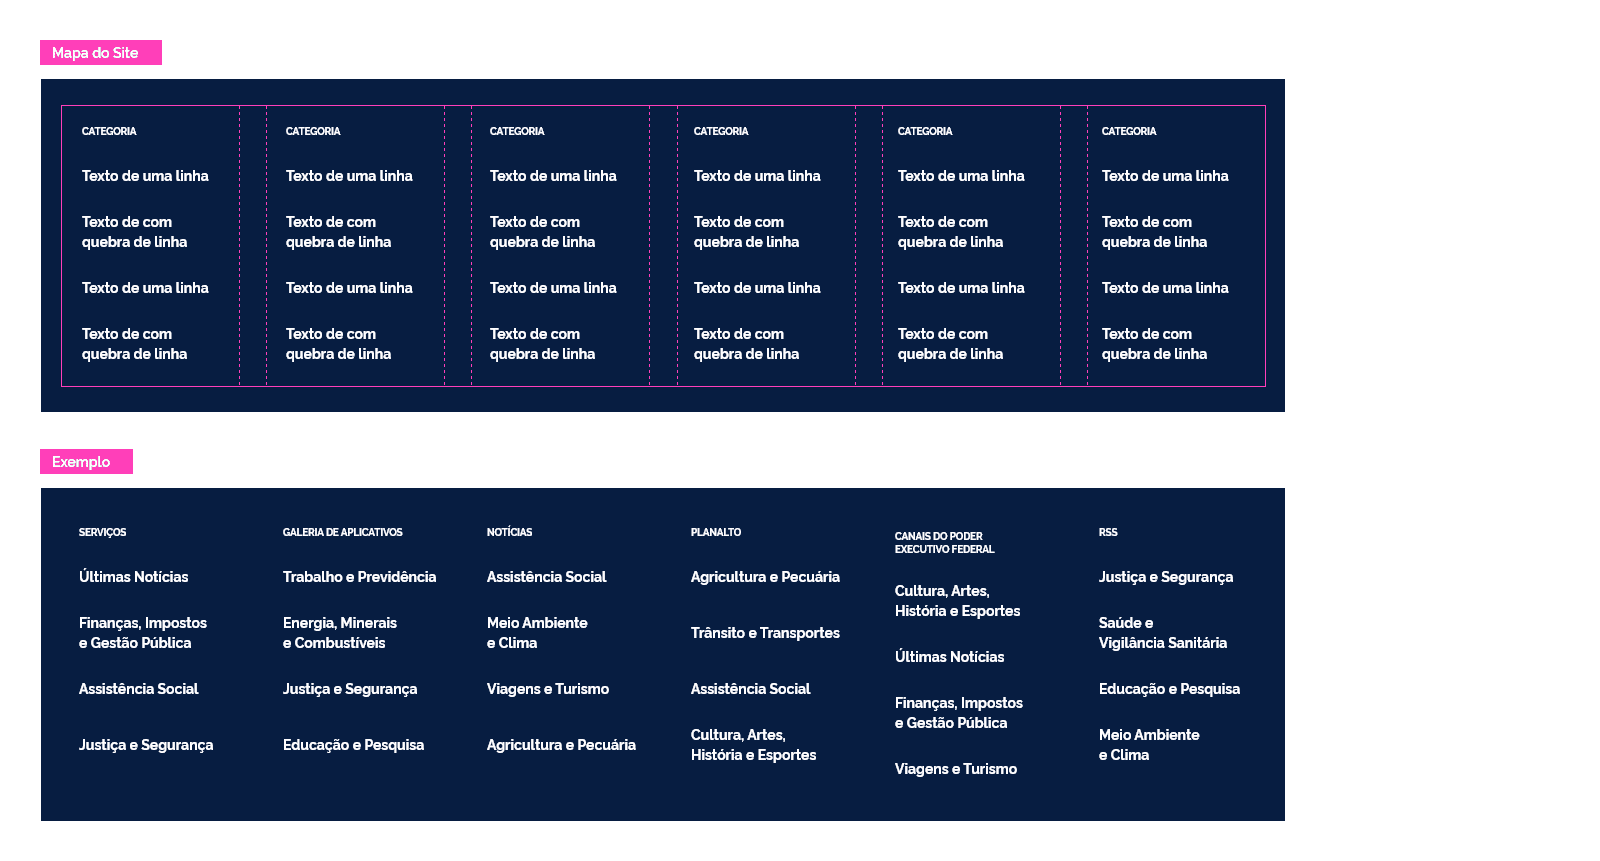 Mapa do Site
CATEGORIA
Texto de uma linha
Texto de com
quebra de linha
Texto de uma linha
Texto de com
quebra de linha
CATEGORIA
Texto de uma linha
Texto de com
quebra de linha
Texto de uma linha
Texto de com
quebra de linha
CATEGORIA
Texto de uma linha
Texto de com
quebra de linha
Texto de uma linha
Texto de com
quebra de linha
CATEGORIA
Texto de uma linha
Texto de com
quebra de linha
Texto de uma linha
Texto de com
quebra de linha
CATEGORIA
Texto de uma linha
Texto de com
quebra de linha
Texto de uma linha
Texto de com
quebra de linha
CATEGORIA
Texto de uma linha
Texto de com
quebra de linha
Texto de uma linha
Texto de com
quebra de linha
Exemplo
SERVIÇOS
Últimas Notícias
Finanças, Impostos
e Gestão Pública
Assistência Social
Justiça e Segurança
GALERIA DE APLICATIVOS
Trabalho e Previdência
Energia, Minerais
e Combustíveis
Justiça e Segurança
Educação e Pesquisa
NOTÍCIAS
Assistência Social
Meio Ambiente
e Clima
Viagens e Turismo
Agricultura e Pecuária
PLANALTO
Agricultura e Pecuária
Trânsito e Transportes
Assistência Social
Cultura, Artes,
História e Esportes
CANAIS DO PODER
EXECUTIVO FEDERAL
Cultura, Artes,
História e Esportes
Últimas Notícias
Finanças, Impostos
e Gestão Pública
Viagens e Turismo
RSS
Justiça e Segurança
Saúde e
Vigilância Sanitária
Educação e Pesquisa
Meio Ambiente
e Clima